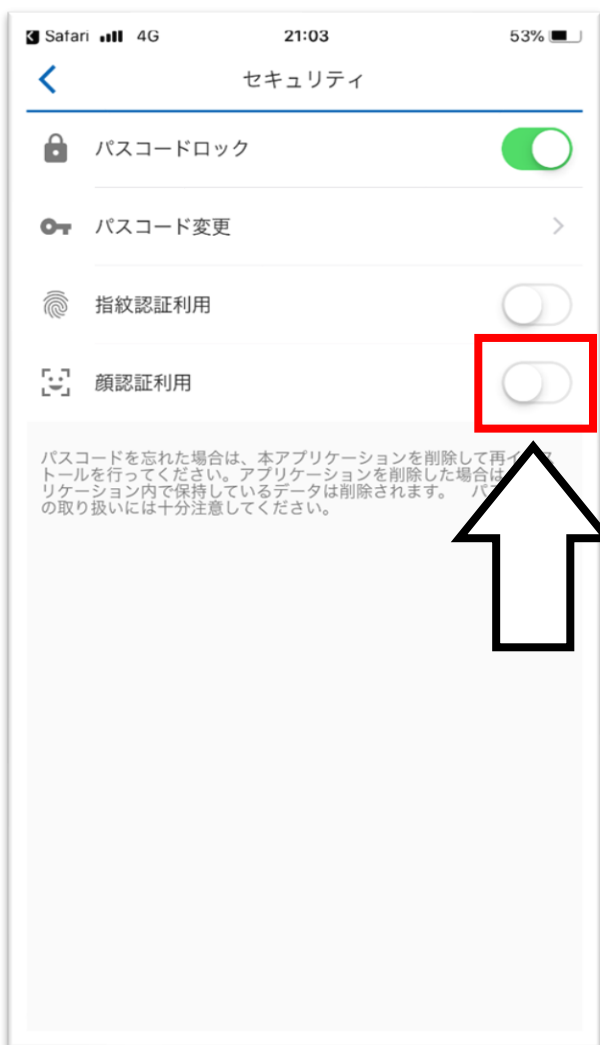 Safari 4G 21:03 53%
セキュリティ
パスコードロック
パスコード変更
指紋認証利用
顔認証利用
パスコードを忘れた場合は、本アプリケーションを削除して再イ
トールを行ってください。アプリケーションを削除した場合は
リケーション内で保持しているデータは削除されます。
の取り扱いには十分注意してください。